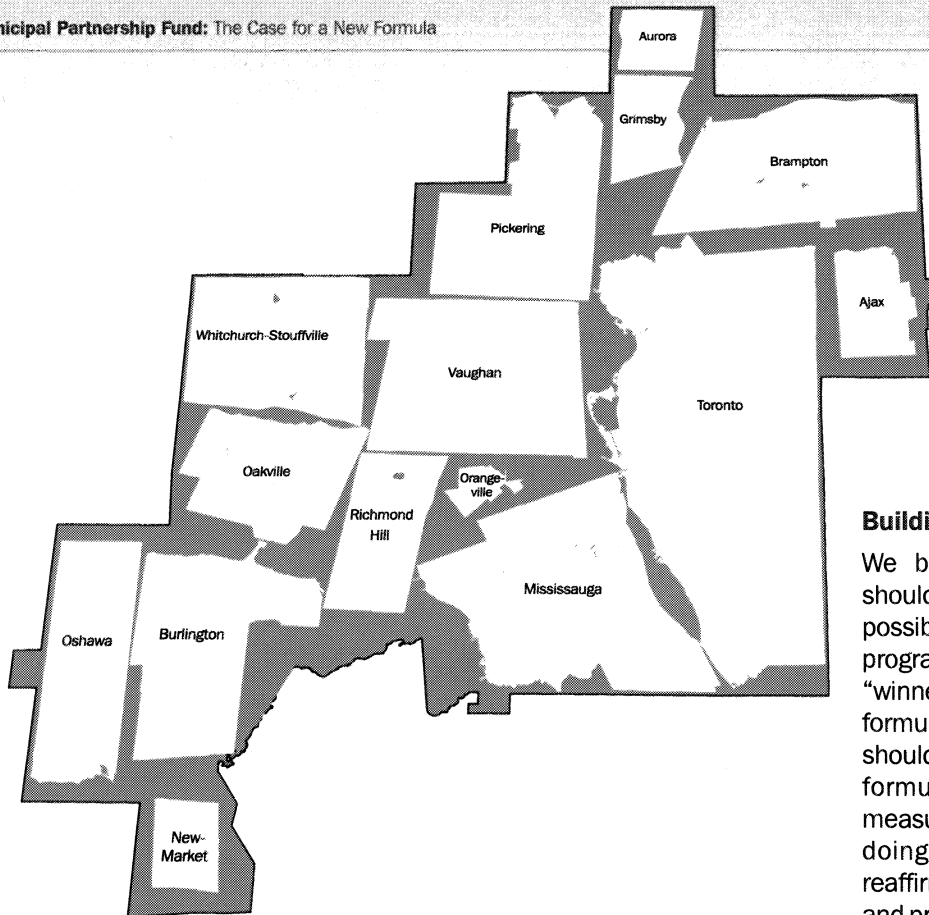 nicipal Partnership Fund: The Case for a New Formula
Aurora
Grimsby
Brampton
Pickering
Ajax
Whitchurch-Stouffville
Vaughan
Toronto
Oakville
Orange-
ville
Richmond
Hill
Mississauga
Oshawa
Burlington
New-
Market
Buildi
We b
should
possib
progra
“winne
formu
should
formu
measu
doing
reaffir
and pr